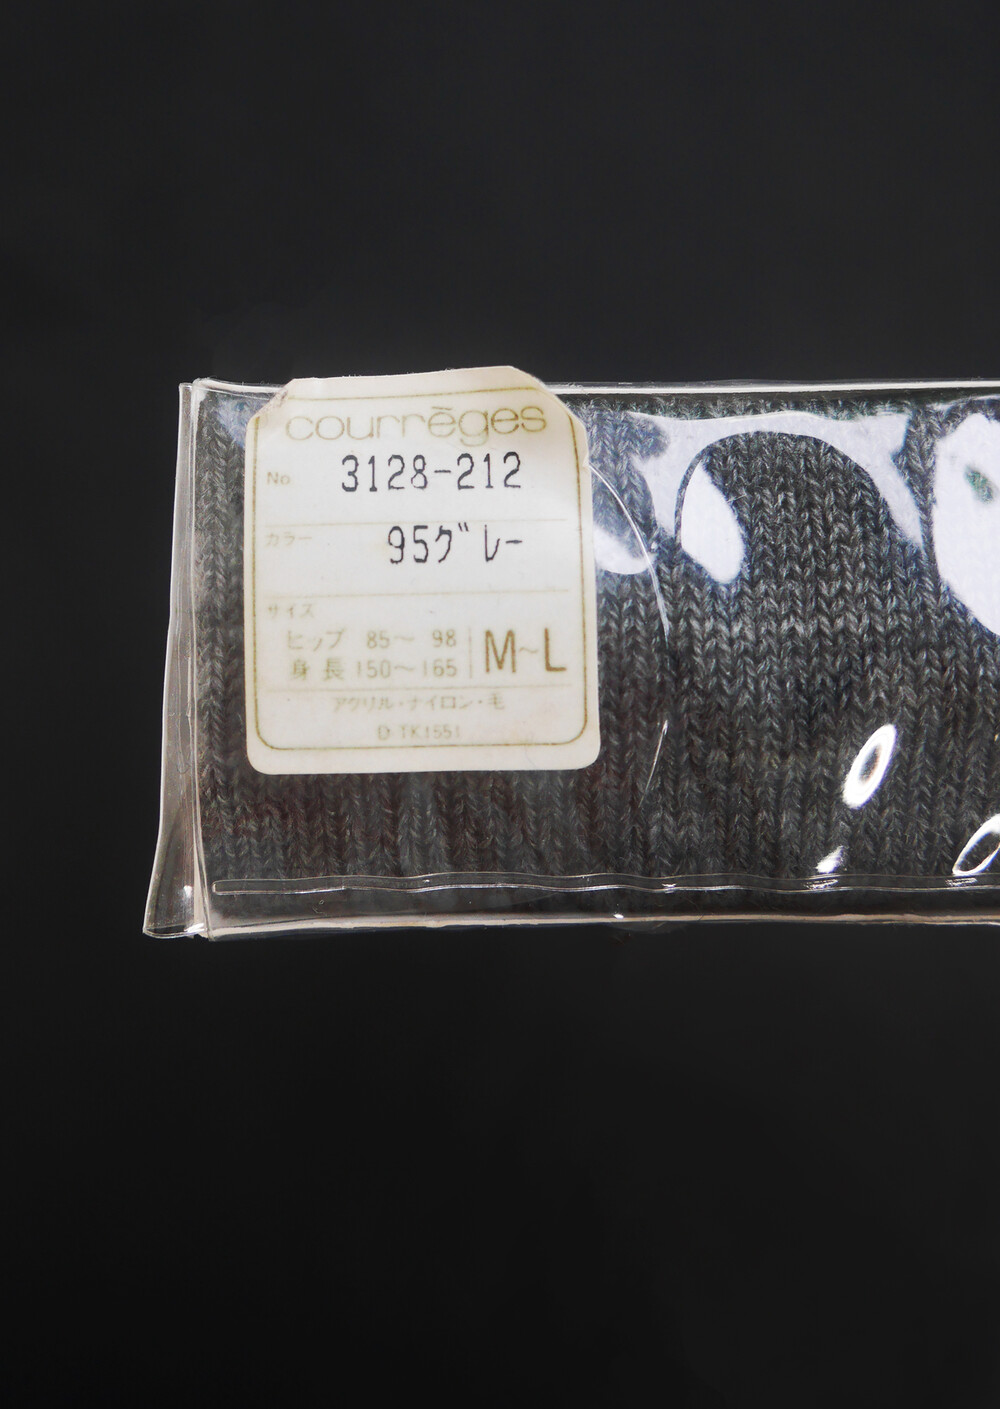 courrèges
No 3128-212
カラー 95グレー
サイズ
ヒップ 85〜 98
身長 150〜165
M〜L
アクリル・ナイロン・毛
D-TK1551